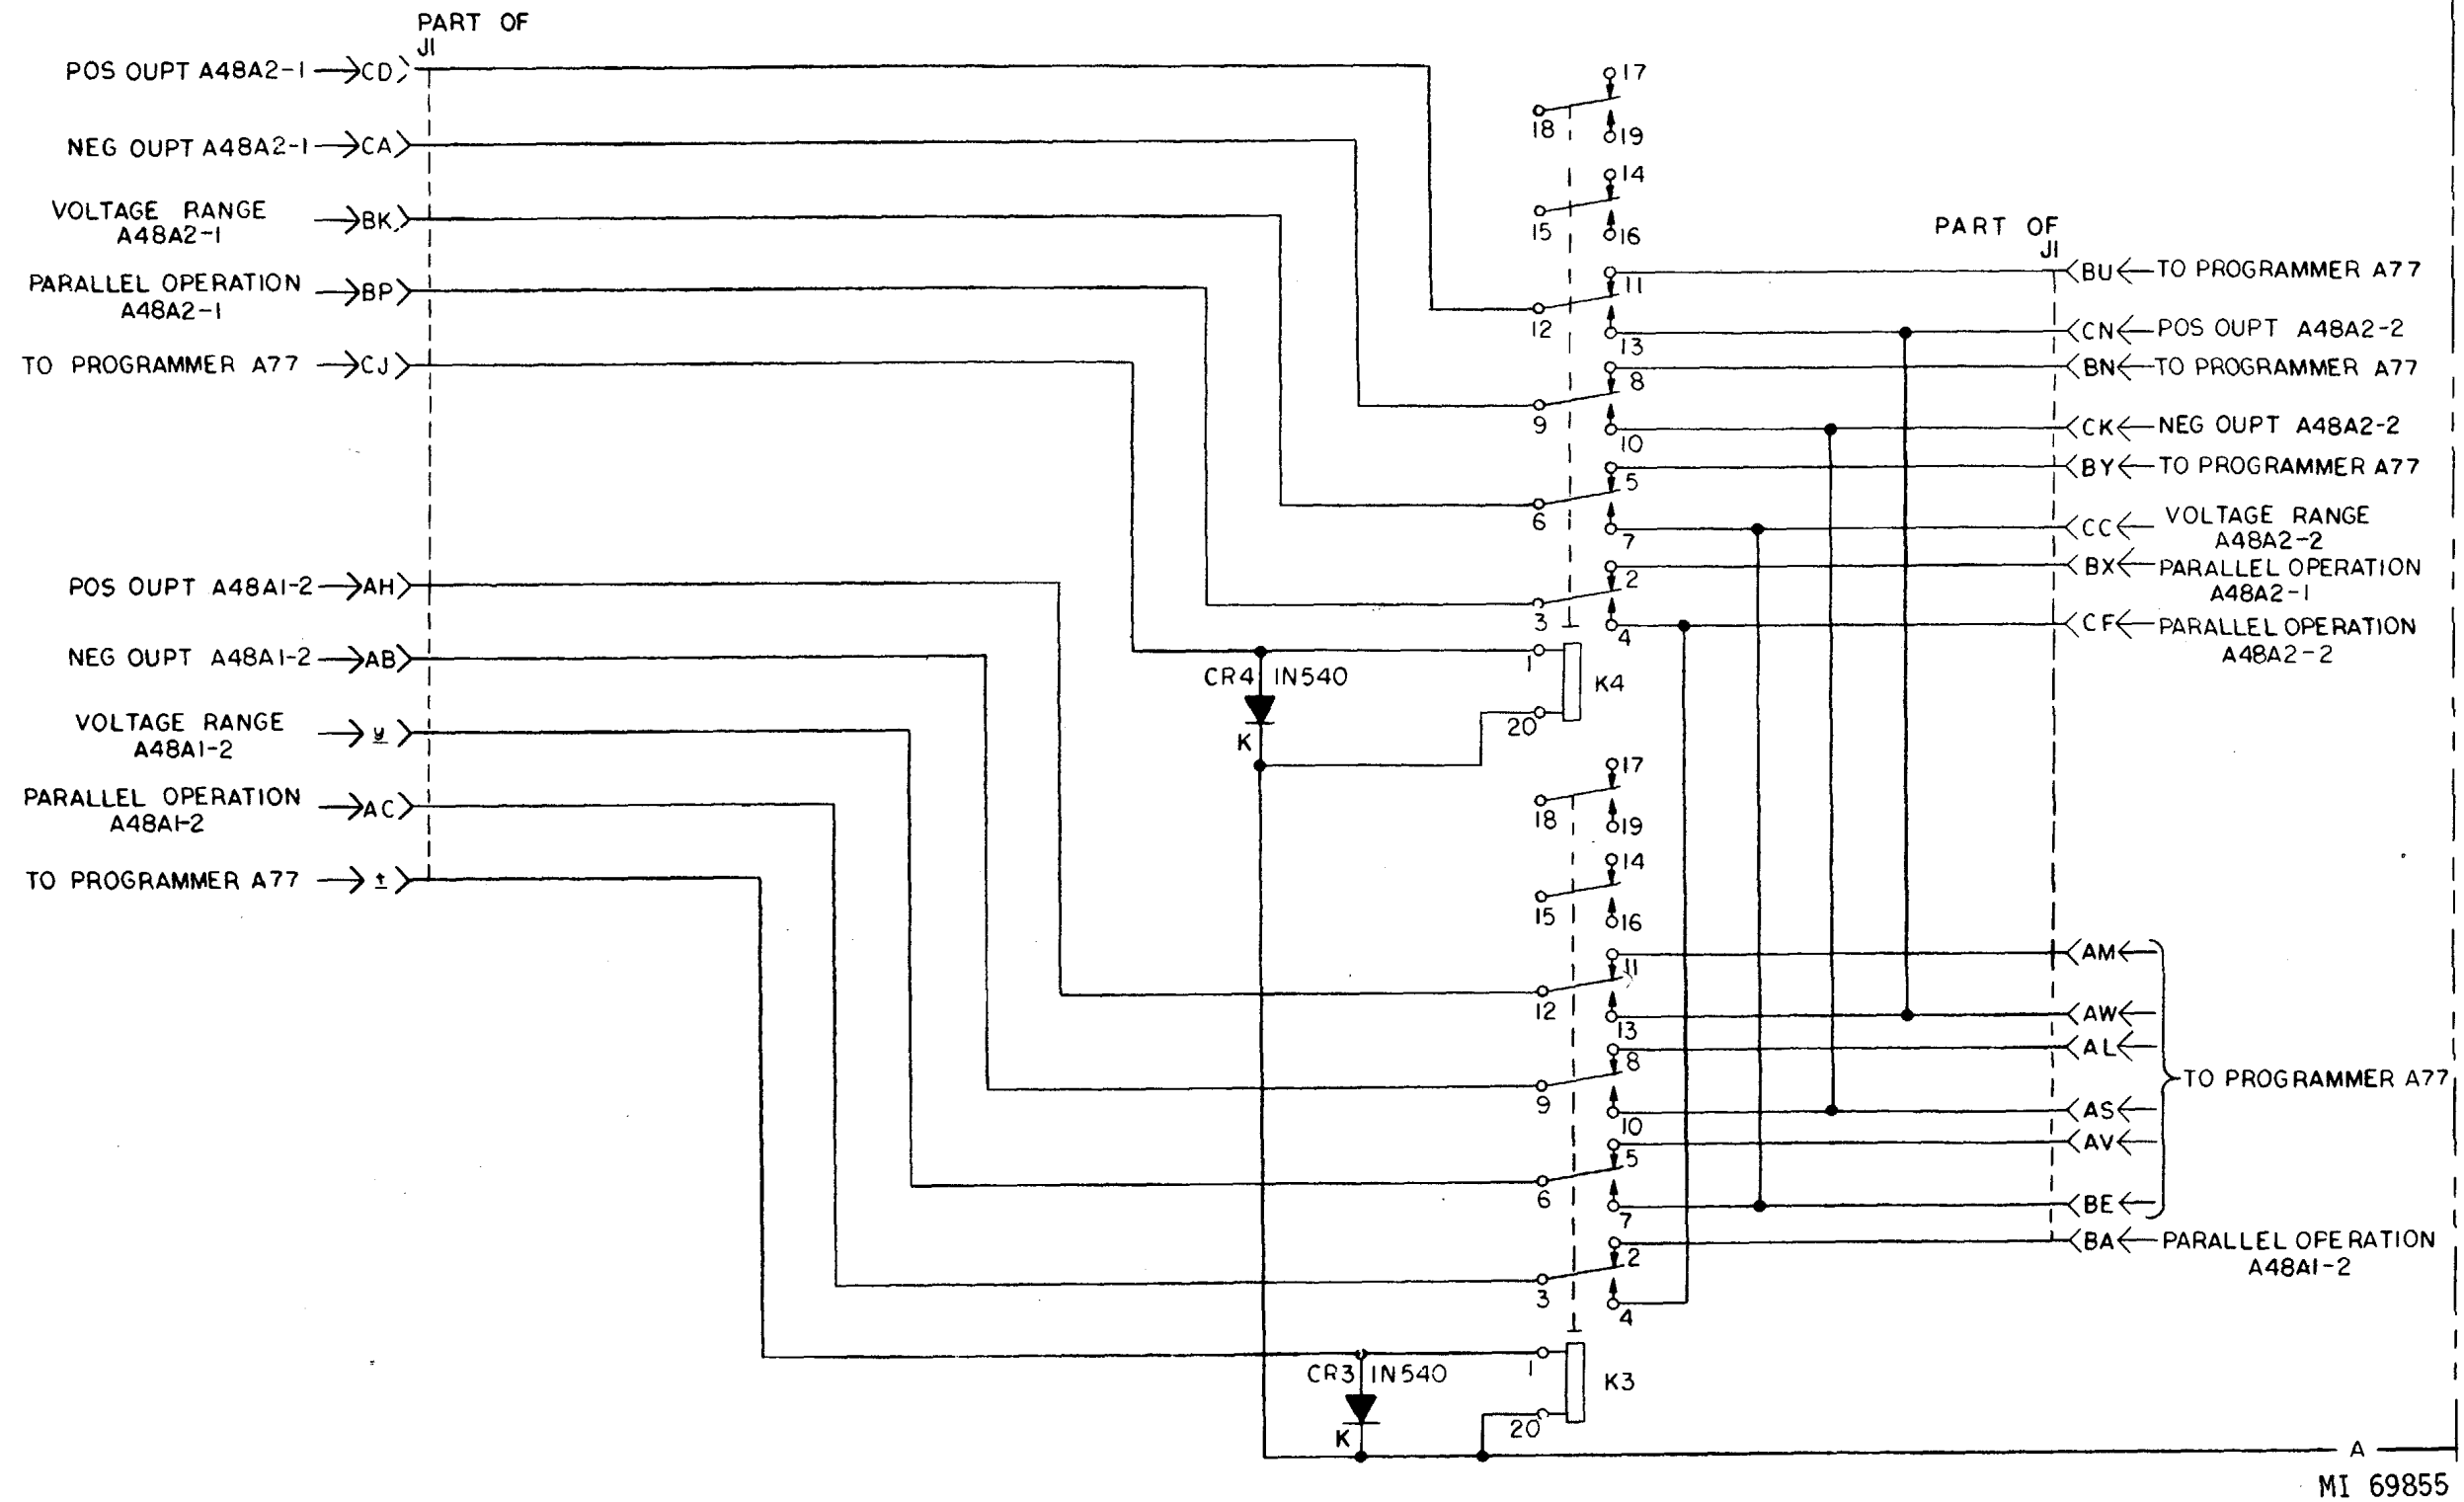 PART OF
J1
POS OUPT A48A2-1 CD
NEG OUPT A48A2-1 CA
VOLTAGE RANGE
A48A2-1
BK
PARALLEL OPERATION
A48A2-1
BP
TO PROGRAMMER A77 CJ
POS OUPT A48A1-2 AH
NEG OUPT A48A1-2 AB
VOLTAGE RANGE
A48A1-2
y
PARALLEL OPERATION
A48A1-2
AC
TO PROGRAMMER A77 t
17
18
19
14
15
16
11
12
13
8
9
10
5
6
7
2
3
4
1
CR4 IN540
K4
20
K
17
18
19
14
15
16
11
12
13
8
9
10
5
6
7
2
3
4
1
CR3 IN540
K3
20
K
PART OF
J1
BU TO PROGRAMMER A77
CN POS OUPT A48A2-2
BN TO PROGRAMMER A77
CK NEG OUPT A48A2-2
BY TO PROGRAMMER A77
CC VOLTAGE RANGE
A48A2-2
BX PARALLEL OPERATION
A48A2-1
CF PARALLEL OPERATION
A48A2-2
AM
AW
AL
AS
AV
BE
TO PROGRAMMER A77
BA PARALLEL OPERATION
A48A1-2
A
MI 69855